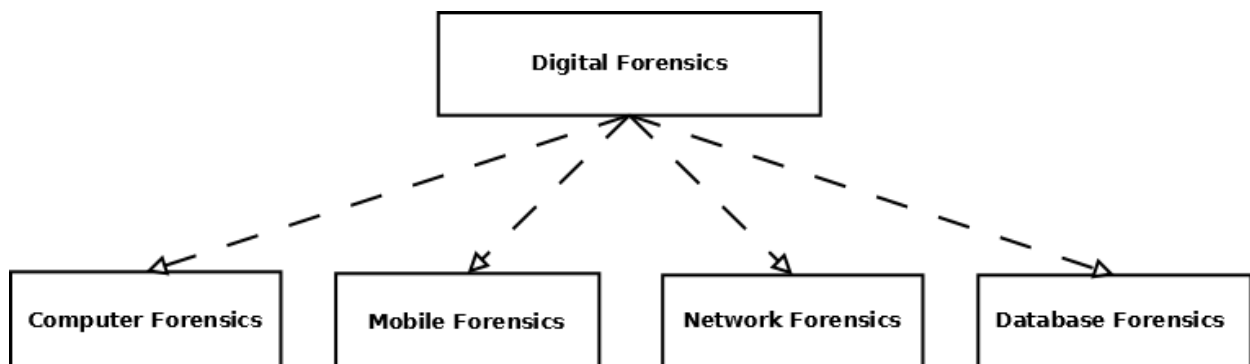 Digital Forensics
Computer Forensics
Mobile Forensics
Network Forensics
Database Forensics